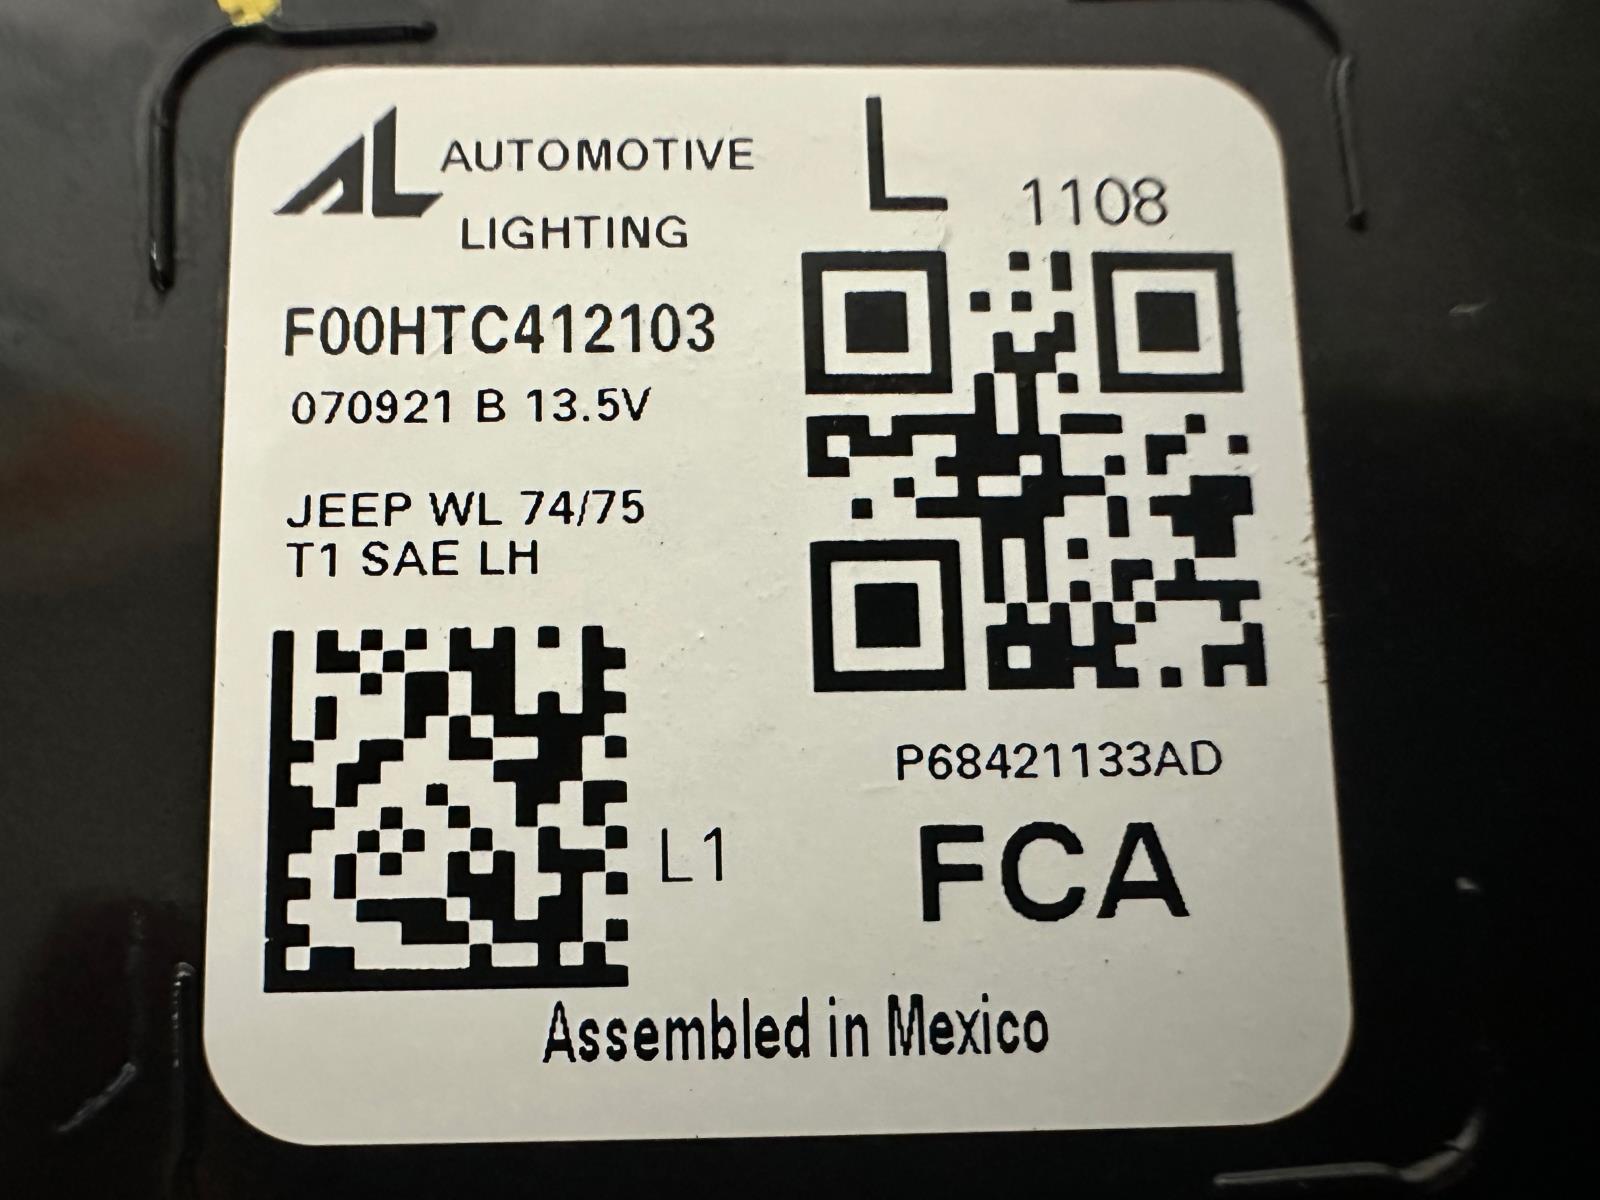 AL AUTOMOTIVE
LIGHTING
L
1108
F00HTC412103
070921 B 13.5V
JEEP WL 74/75
T1 SAE LH
L1
P68421133AD
FCA
Assembled in Mexico